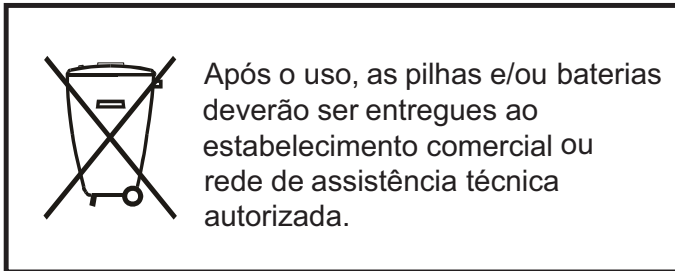 Após o uso, as pilhas e/ou baterias
deverão ser entregues ao
estabelecimento comercial ou
rede de assistência técnica
autorizada.